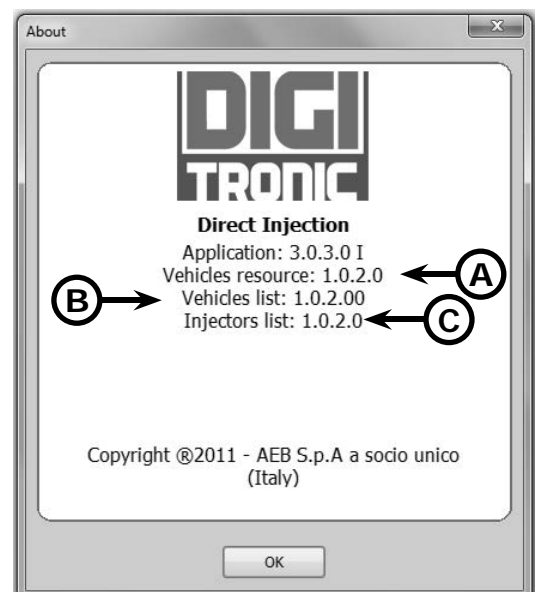 About
DIGI
TRONIC
Direct Injection
Application: 3.0.3.0 I
Vehicles resource: 1.0.2.0
A
B
Vehicles list: 1.0.2.00
Injectors list: 1.0.2.0
C
Copyright ®2011 - AEB S.p.A a socio unico
(Italy)
OK